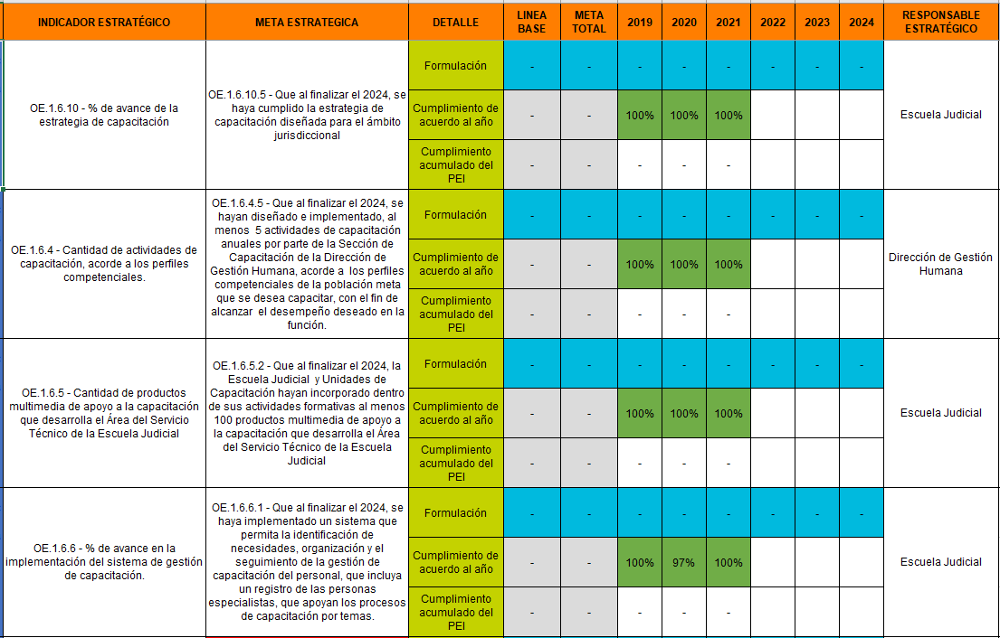 INDICADOR ESTRATÉGICO
META ESTRATEGICA
DETALLE
LINEA
BASE
META
TOTAL
2019
2020
2021
2022
2023
2024
RESPONSABLE
ESTRATÉGICO
OE.1.6.10 - % de avance de la
estrategia de capacitación
OE.1.6.10.5 - Que al finalizar el 2024, se
haya cumplido la estrategia de
capacitación diseñada para el ámbito
jurisdiccional
Formulación
- - - - - - - -
Cumplimiento de
acuerdo al año
- - 100% 100% 100%
Cumplimiento
acumulado del
PEI
- - - - -
Escuela Judicial
OE.1.6.4 - Cantidad de actividades de
capacitación, acorde a los perfiles
competenciales.
OE.1.6.4.5 - Que al finalizar el 2024, se
hayan diseñado e implementado, al
menos 5 actividades de capacitación
anuales por parte de la Sección de
Capacitación de la Dirección de
Gestión Humana, acorde a los perfiles
competenciales de la población meta
que se desea capacitar, con el fin de
alcanzar el desempeño deseado en la
función.
Formulación
- - - - - - - -
Cumplimiento de
acuerdo al año
- - 100% 100% 100%
Cumplimiento
acumulado del
PEI
- - - - -
Dirección de Gestión
Humana
OE.1.6.5 - Cantidad de productos
multimedia de apoyo a la capacitación
que desarrolla el Área del Servicio
Técnico de la Escuela Judicial
OE.1.6.5.2 - Que al finalizar el 2024, la
Escuela Judicial y Unidades de
Capacitación hayan incorporado dentro
de sus actividades formativas al menos
100 productos multimedia de apoyo a
la capacitación que desarrolla el Área
del Servicio Técnico de la Escuela
Judicial
Formulación
- - - - - - - -
Cumplimiento de
acuerdo al año
- - 100% 100% 100%
Cumplimiento
acumulado del
PEI
- - - - -
Escuela Judicial
OE.1.6.6 - % de avance en la
implementación del sistema de gestión
de capacitación.
OE.1.6.6.1 - Que al finalizar el 2024, se
haya implementado un sistema que
permita la identificación de
necesidades, organización y el
seguimiento de la gestión de
capacitación del personal, que incluya
un registro de las personas
especialistas, que apoyan los procesos
de capacitación por temas.
Formulación
- - - - - - - -
Cumplimiento de
acuerdo al año
- - 100% 97% 100%
Cumplimiento
acumulado del
PEI
- - - - -
Escuela Judicial